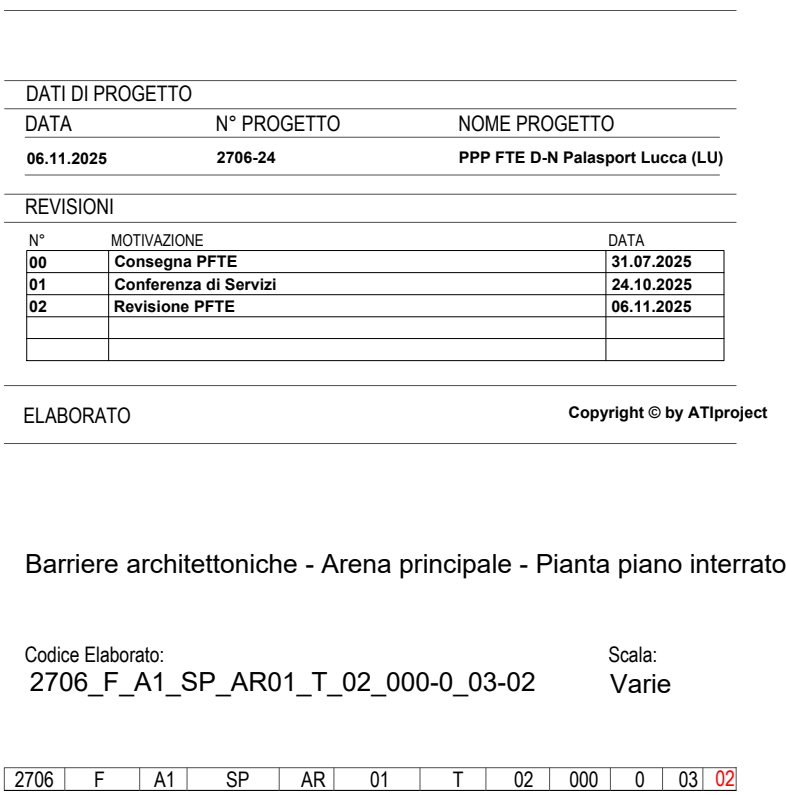 DATI DI PROGETTO
DATA N° PROGETTO NOME PROGETTO
06.11.2025 2706-24 PPP FTE D-N Palasport Lucca (LU)
REVISIONI
N° MOTIVAZIONE DATA
00 Consegna PFTE 31.07.2025
01 Conferenza di Servizi 24.10.2025
02 Revisione PFTE 06.11.2025
ELABORATO Copyright © by ATIproject
Barriere architettoniche - Arena principale - Pianta piano interrato
Codice Elaborato: Scala:
2706_F_A1_SP_AR01_T_02_000-0_03-02 Varie
2706 F A1 SP AR 01 T 02 000 0 03 02